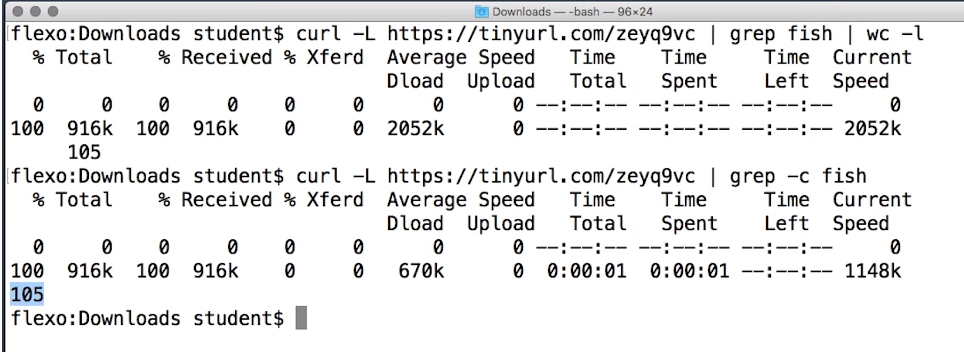 Downloads — -bash — 96×24
flexo:Downloads student$ curl -L https://tinyurl.com/zeyq9vc | grep fish | wc -l
  % Total    % Received % Xferd  Average Speed   Time    Time     Time  Current
                                 Dload  Upload   Total   Spent    Left  Speed
  0     0    0     0    0     0      0      0 --:--:-- --:--:-- --:--:--     0
100  916k  100  916k    0     0  2052k      0 --:--:-- --:--:-- --:--:-- 2052k
     105
flexo:Downloads student$ curl -L https://tinyurl.com/zeyq9vc | grep -c fish
  % Total    % Received % Xferd  Average Speed   Time    Time     Time  Current
                                 Dload  Upload   Total   Spent    Left  Speed
  0     0    0     0    0     0      0      0 --:--:-- --:--:-- --:--:--     0
100  916k  100  916k    0     0   670k      0  0:00:01  0:00:01 --:--:-- 1148k
105
flexo:Downloads student$